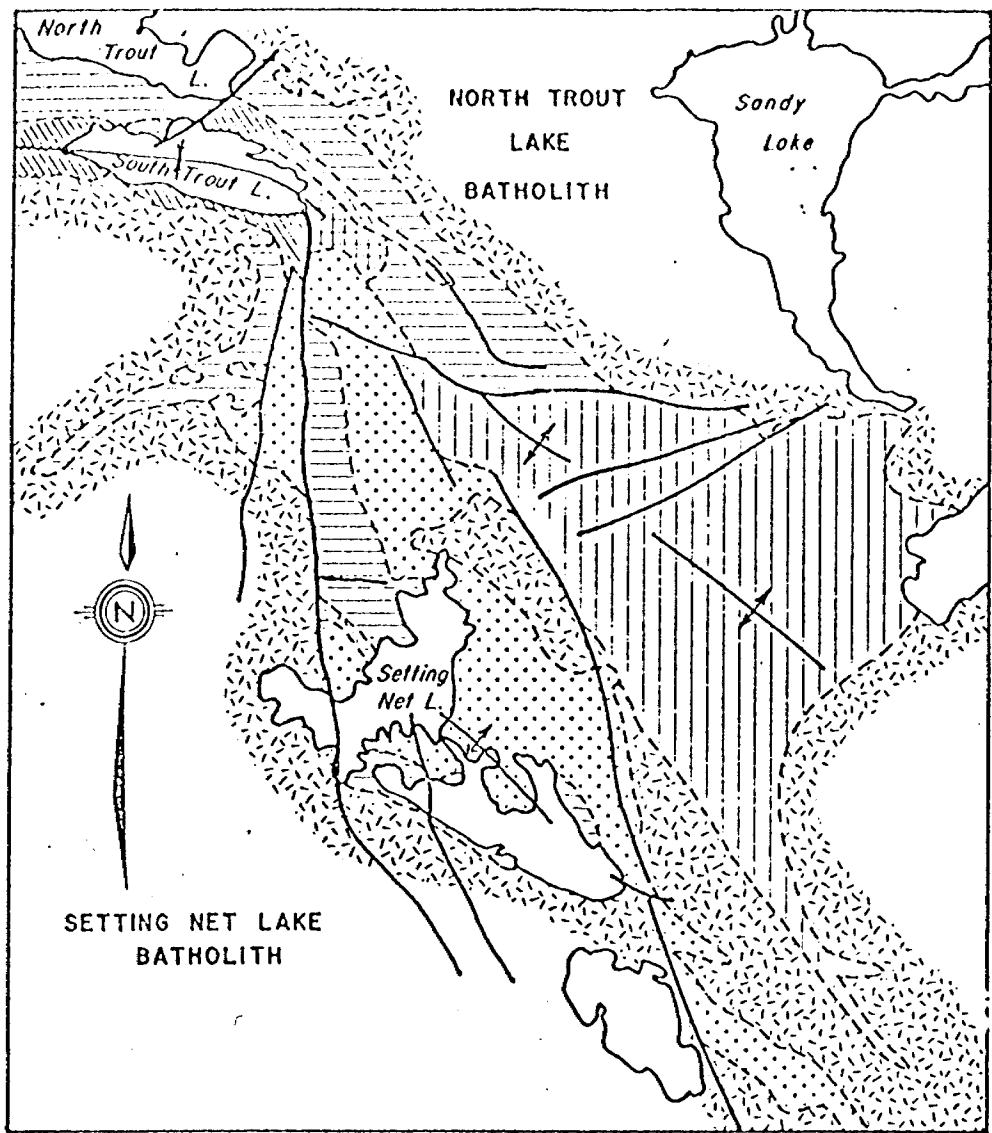 North
Trout
L.
South Trout L.
NORTH TROUT
LAKE
BATHOLITH
Sandy
Lake
N
Setting
Net L.
SETTING NET LAKE
BATHOLITH